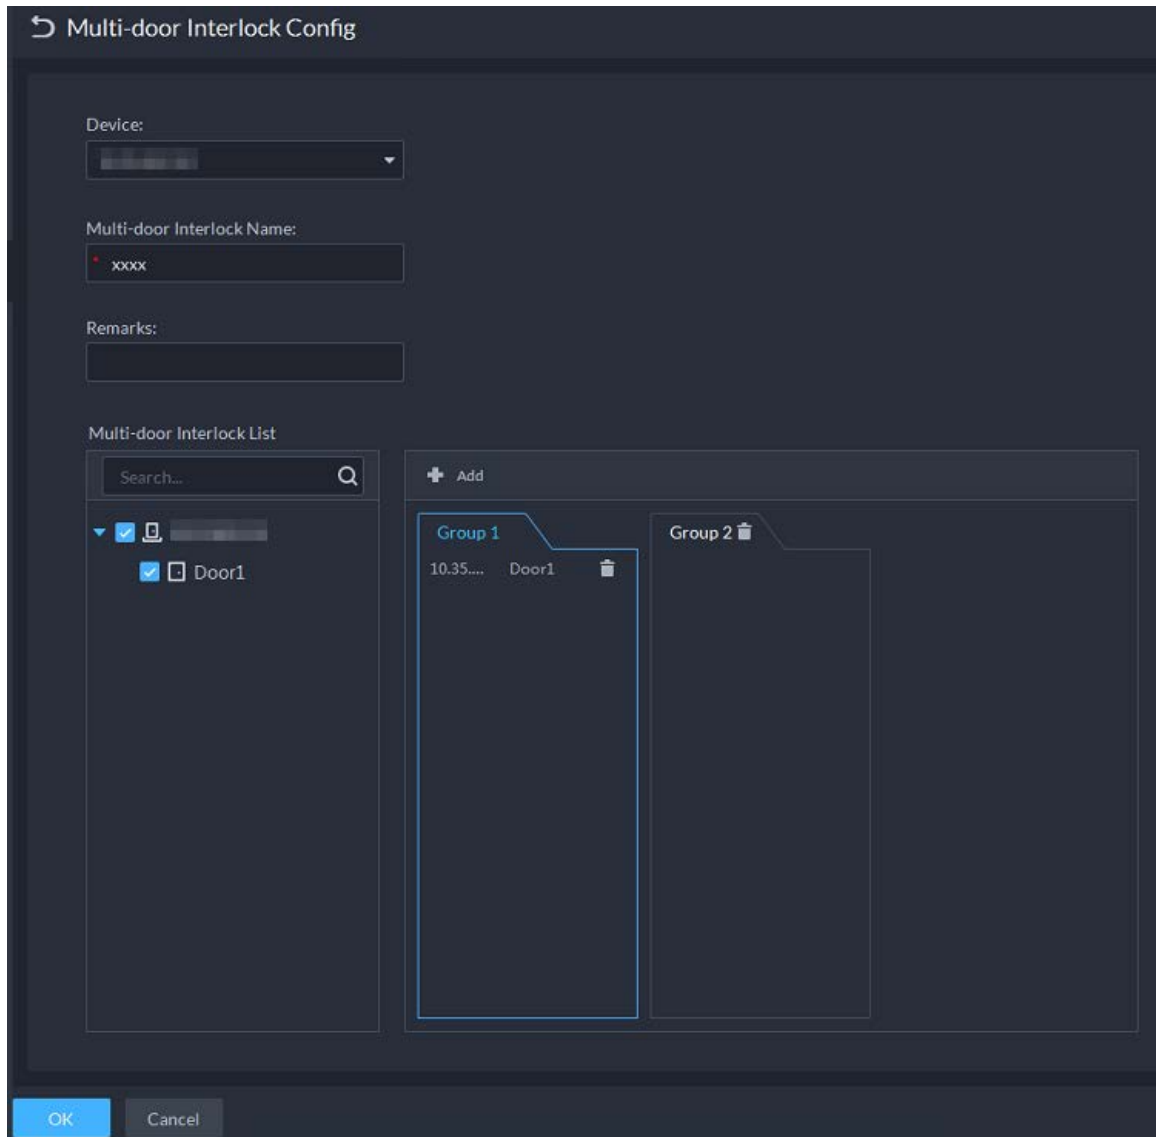 Multi-door Interlock Config
Device:
Multi-door Interlock Name:
* xxxx
Remarks:
Multi-door Interlock List
Search...
Add
Group 1
Group 2
10.35.... Door1
Door1
OK
Cancel